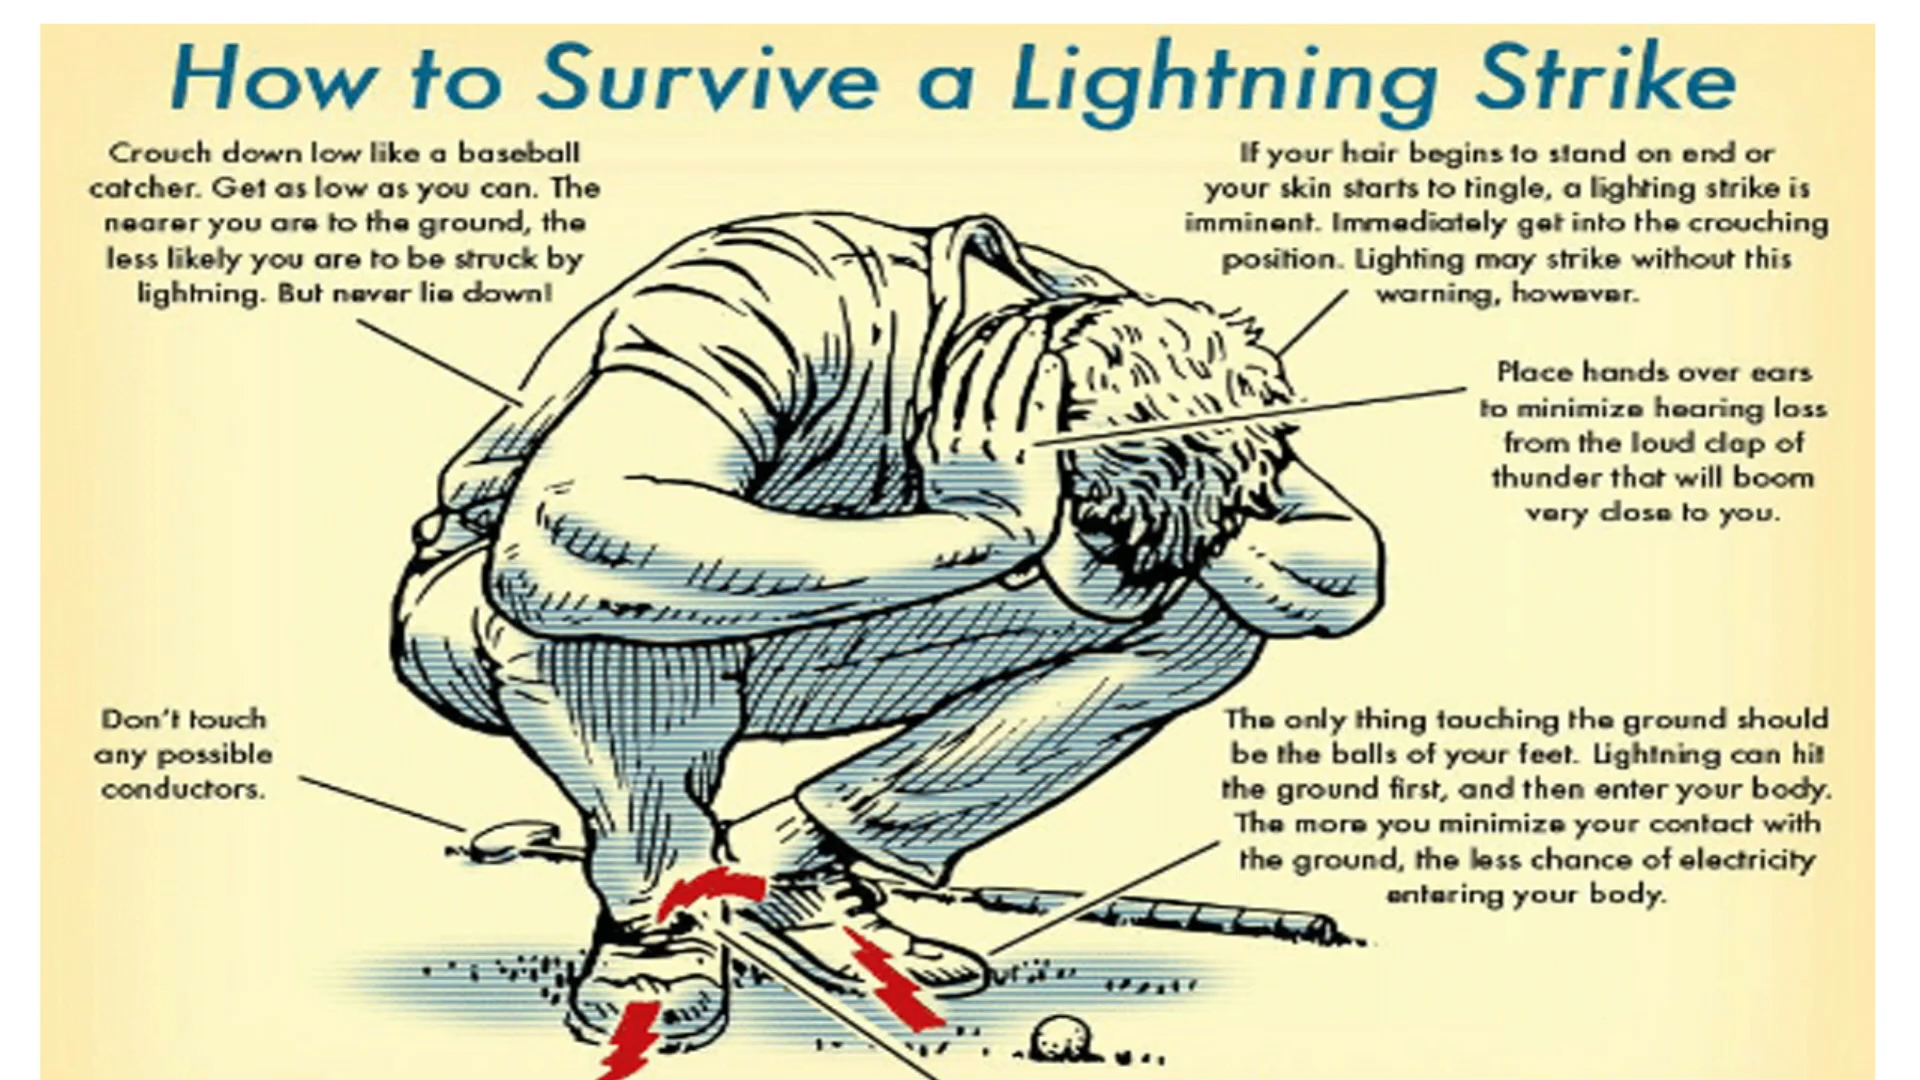 How to Survive a Lightning Strike
Crouch down low like a baseball
catcher. Get as low as you can. The
nearer you are to the ground, the
less likely you are to be struck by
lightning. But never lie down!
If your hair begins to stand on end or
your skin starts to tingle, a lighting strike is
imminent. Immediately get into the crouching
position. Lighting may strike without this
warning, however.
Place hands over ears
to minimize hearing loss
from the loud clap of
thunder that will boom
very close to you.
Don't touch
any possible
conductors.
The only thing touching the ground should
be the balls of your feet. Lightning can hit
the ground first, and then enter your body.
The more you minimize your contact with
the ground, the less chance of electricity
entering your body.